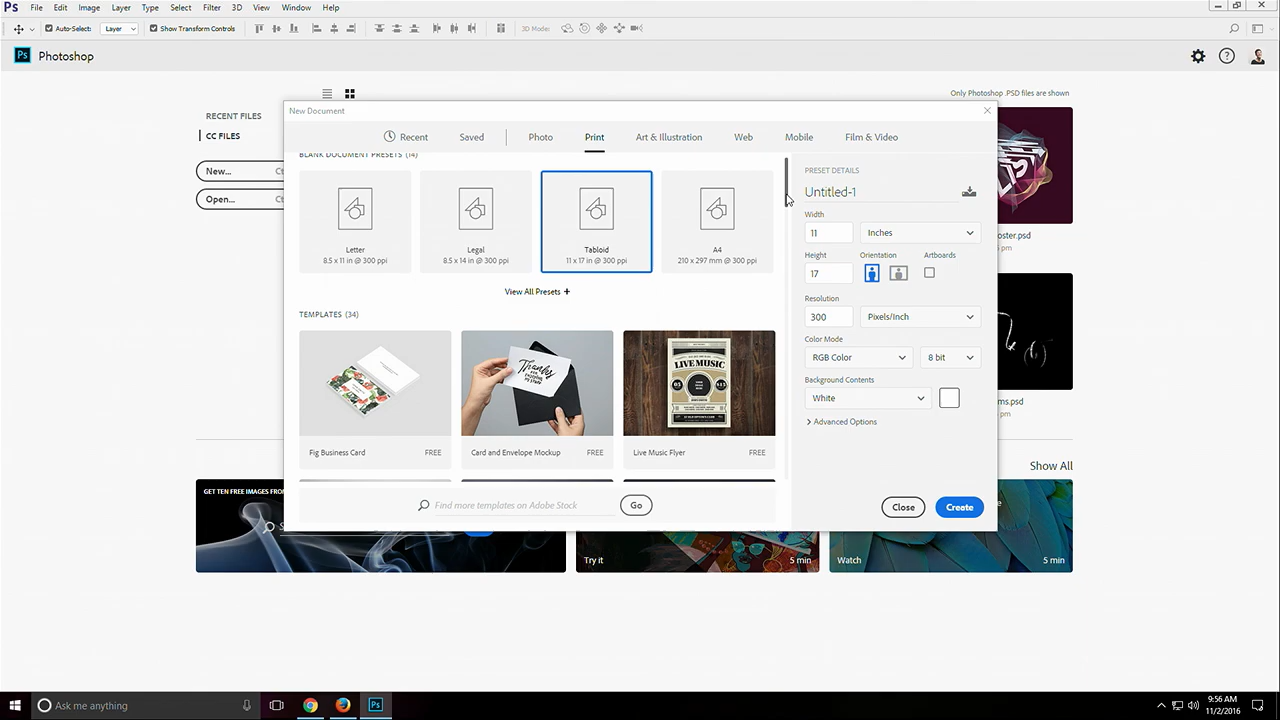 Ps File Edit Image Layer Type Select Filter 3D View Window Help
Auto-Select: Layer Show Transform Controls 3D Mode:
Ps Photoshop
Only Photoshop .PSD files are shown
RECENT FILES
CC FILES
New...
Open...
New Document
Recent Saved Photo Print Art & Illustration Web Mobile Film & Video
BLANK DOCUMENT PRESETS (14)
Letter
8.5 x 11 in @ 300 ppi
Legal
8.5 x 14 in @ 300 ppi
Tabloid
11 x 17 in @ 300 ppi
A4
210 x 297 mm @ 300 ppi
View All Presets +
TEMPLATES (34)
Thanks
LIVE MUSIC
Fig Business Card FREE
Card and Envelope Mockup FREE
Live Music Flyer FREE
Find more templates on Adobe Stock
Go
PRESET DETAILS
Untitled-1
Width
11 Inches
Height Orientation Artboards
17
Resolution
300 Pixels/Inch
Color Mode
RGB Color 8 bit
Background Contents
White
Advanced Options
Close Create
oster.psd
pm
ms.psd
pm
Show All
GET TEN FREE IMAGES FROM
Try it 5 min
Watch 5 min
Ask me anything
Ps
9:56 AM
11/2/2016